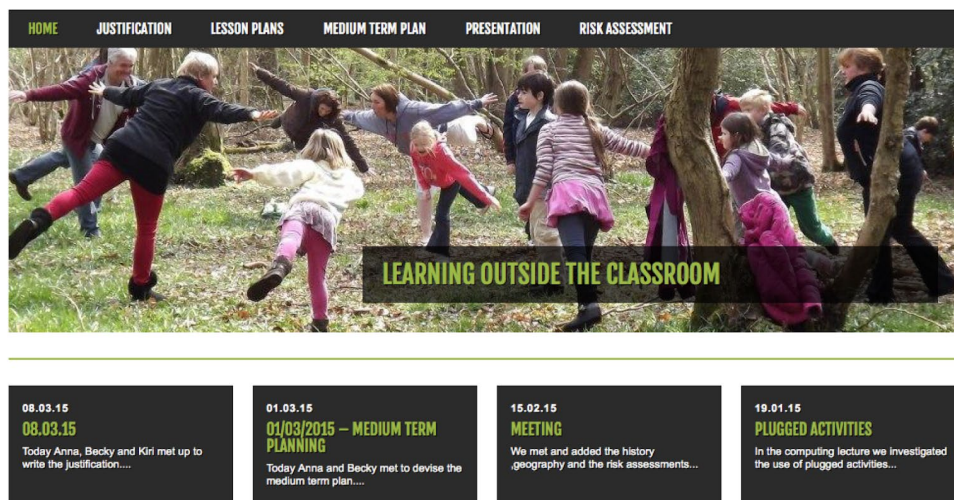 HOME JUSTIFICATION LESSON PLANS MEDIUM TERM PLAN PRESENTATION RISK ASSESSMENT
LEARNING OUTSIDE THE CLASSROOM
08.03.15
08.03.15
Today Anna, Becky and Kiri met up to
write the justification....
01.03.15
01/03/2015 – MEDIUM TERM
PLANNING
Today Anna and Becky met to devise the
medium term plan....
15.02.15
MEETING
We met and added the history
,geography and the risk assessments...
19.01.15
PLUGGED ACTIVITIES
In the computing lecture we investigated
the use of plugged activities...